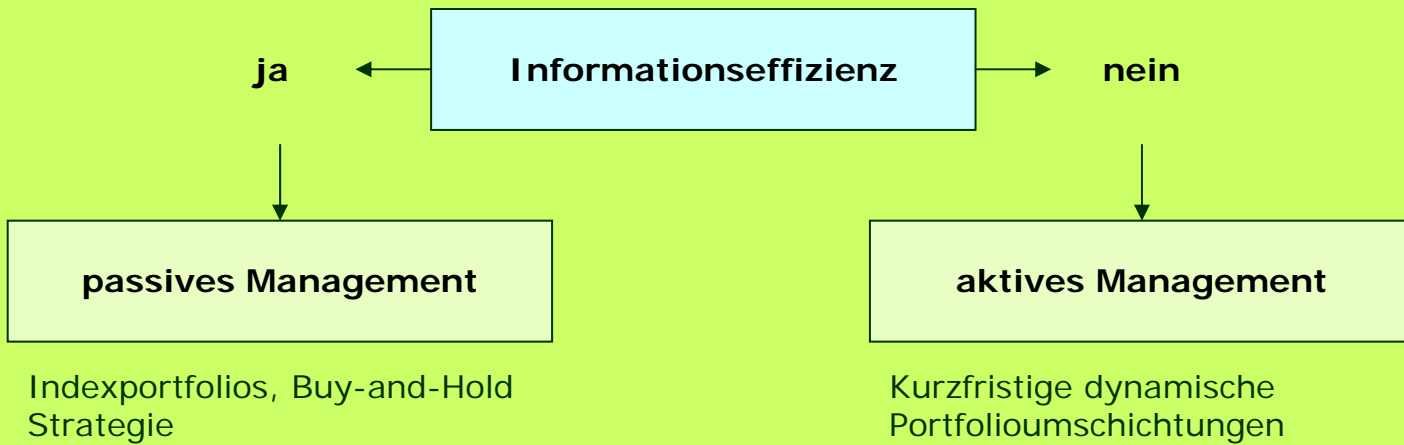 ja
Informationseffizienz
nein
passives Management
aktives Management
Indexportfolios, Buy-and-Hold
Strategie
Kurzfristige dynamische
Portfolioumschichtungen